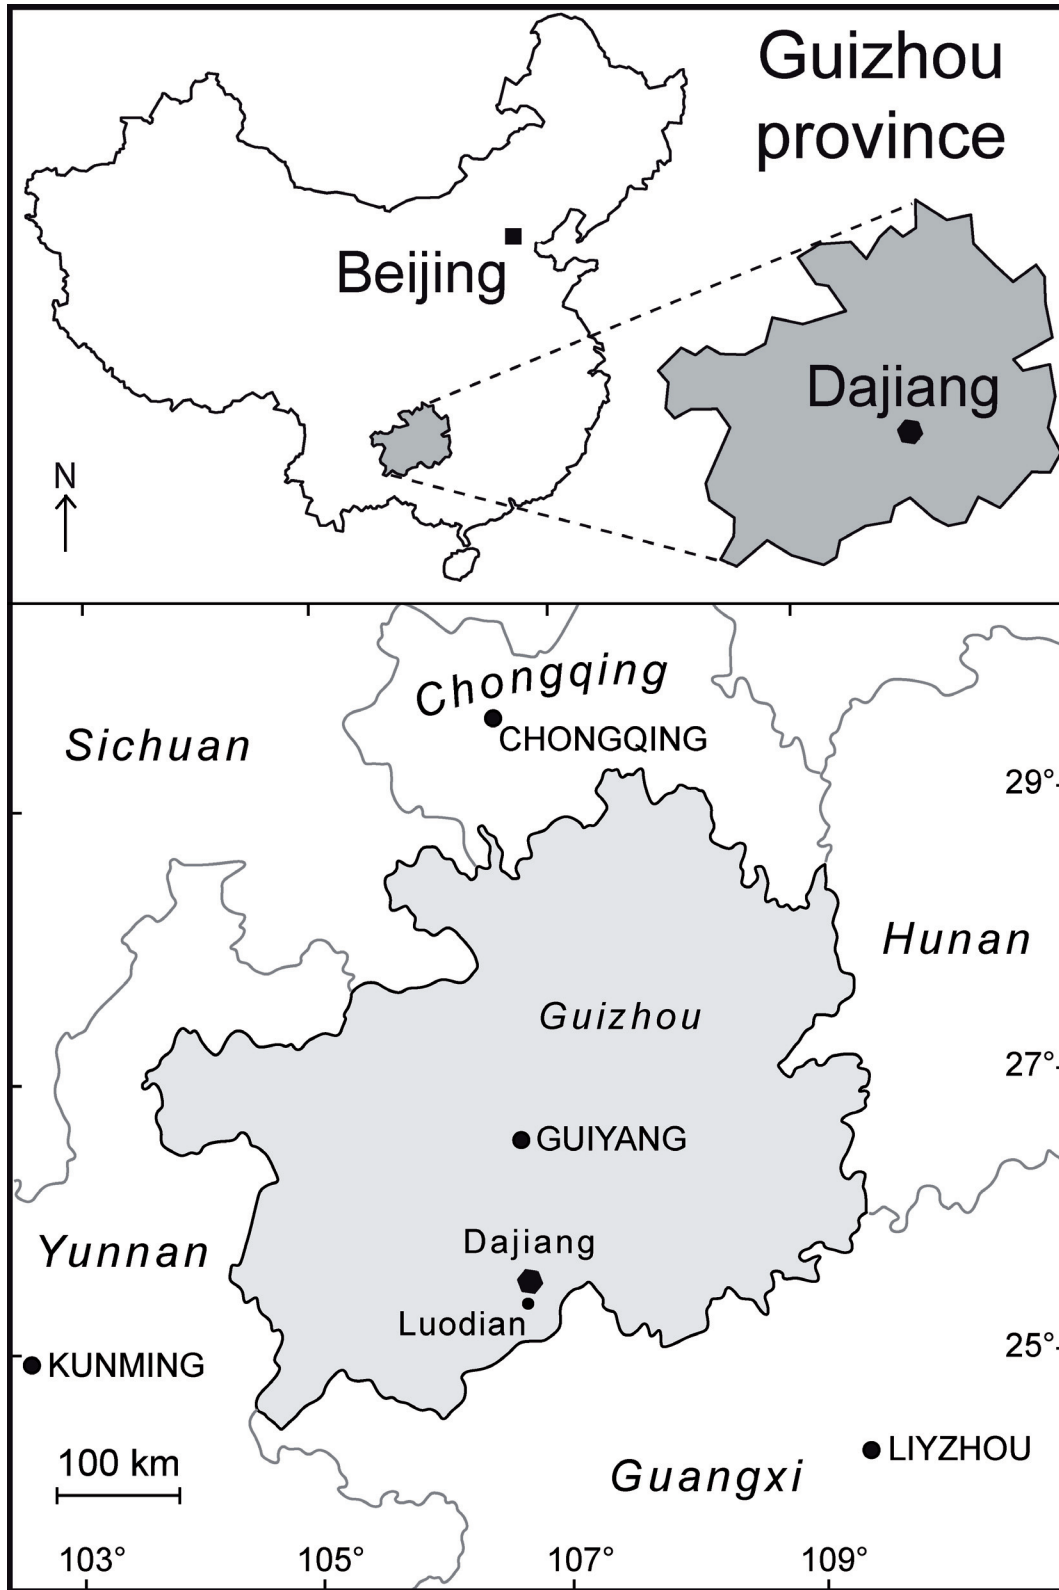 Guizhou
province
Beijing
Dajiang
N
Chongqing
CHONGQING
Sichuan
29°
Hunan
Guizhou
27°
GUIYANG
Yunnan
Dajiang
Luodian
25°
KUNMING
LIYZHOU
100 km
Guangxi
103° 105° 107° 109°